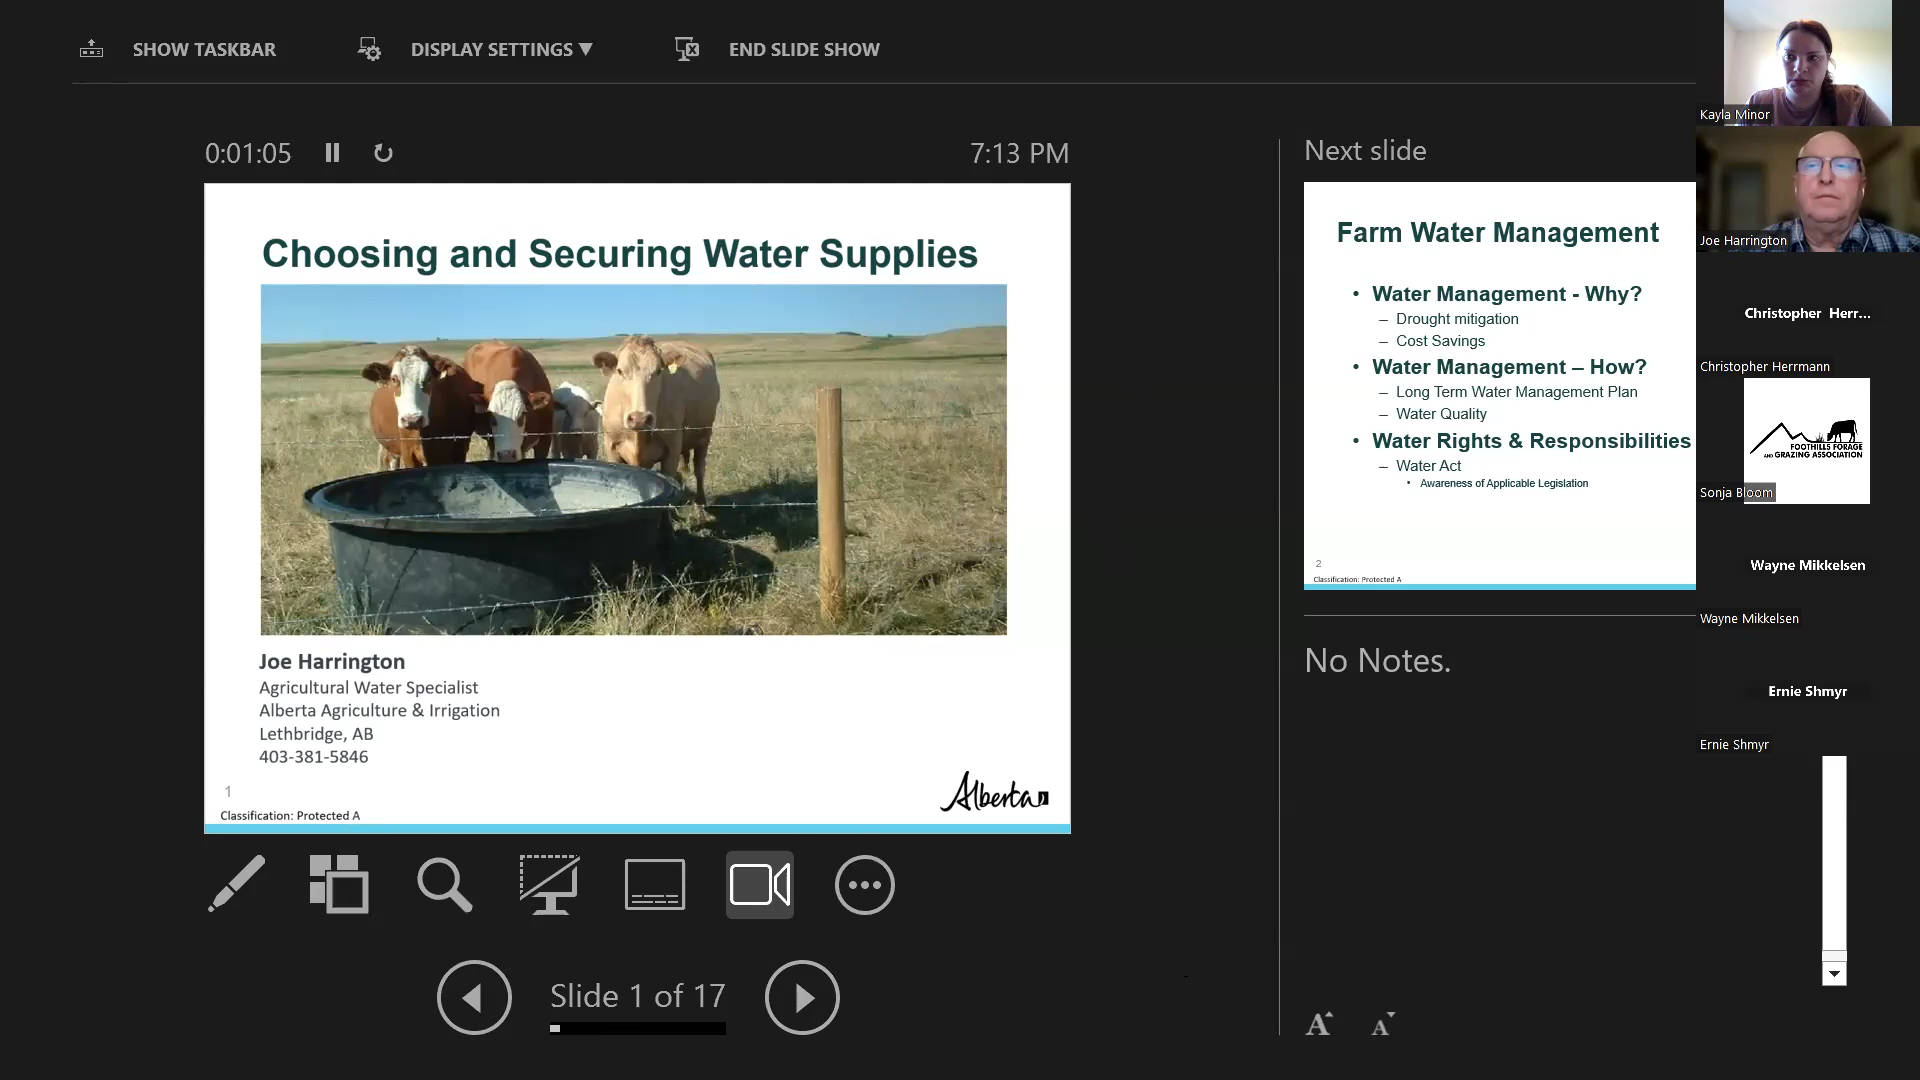 SHOW TASKBAR
DISPLAY SETTINGS ▼
END SLIDE SHOW
0:01:05
7:13 PM
Choosing and Securing Water Supplies
Joe Harrington
Agricultural Water Specialist
Alberta Agriculture & Irrigation
Lethbridge, AB
403-381-5846
1
Classification: Protected A
Alberta
Slide 1 of 17
Next slide
Farm Water Management
• Water Management - Why?
– Drought mitigation
– Cost Savings
• Water Management – How?
– Long Term Water Management Plan
– Water Quality
• Water Rights & Responsibilities
– Water Act
• Awareness of Applicable Legislation
2
Classification: Protected A
No Notes.
A
A
Kayla Minor
Joe Harrington
Christopher Herr...
Christopher Herrmann
FOOTHILLS FORAGE
AND GRAZING ASSOCIATION
Sonja Bloom
Wayne Mikkelsen
Wayne Mikkelsen
Ernie Shmyr
Ernie Shmyr